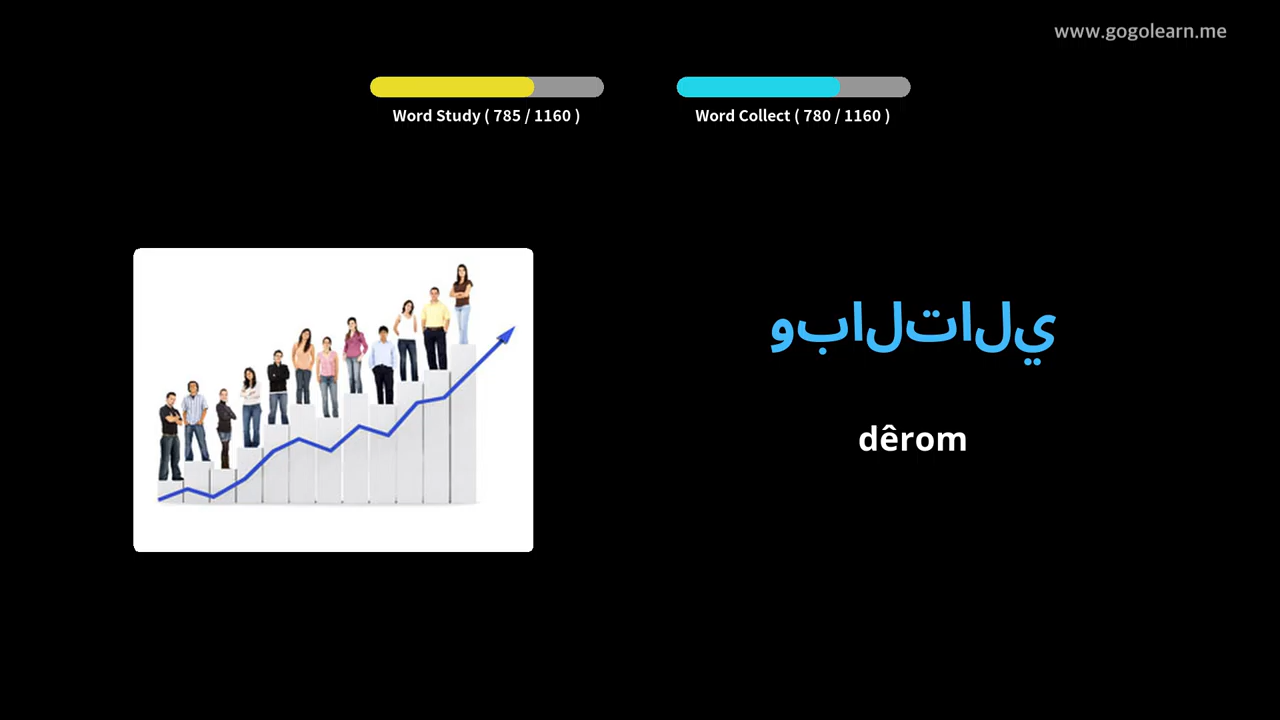 www.gogolearn.me
Word Study ( 785 / 1160 )
Word Collect ( 780 / 1160 )
وبالتالي
dêrom